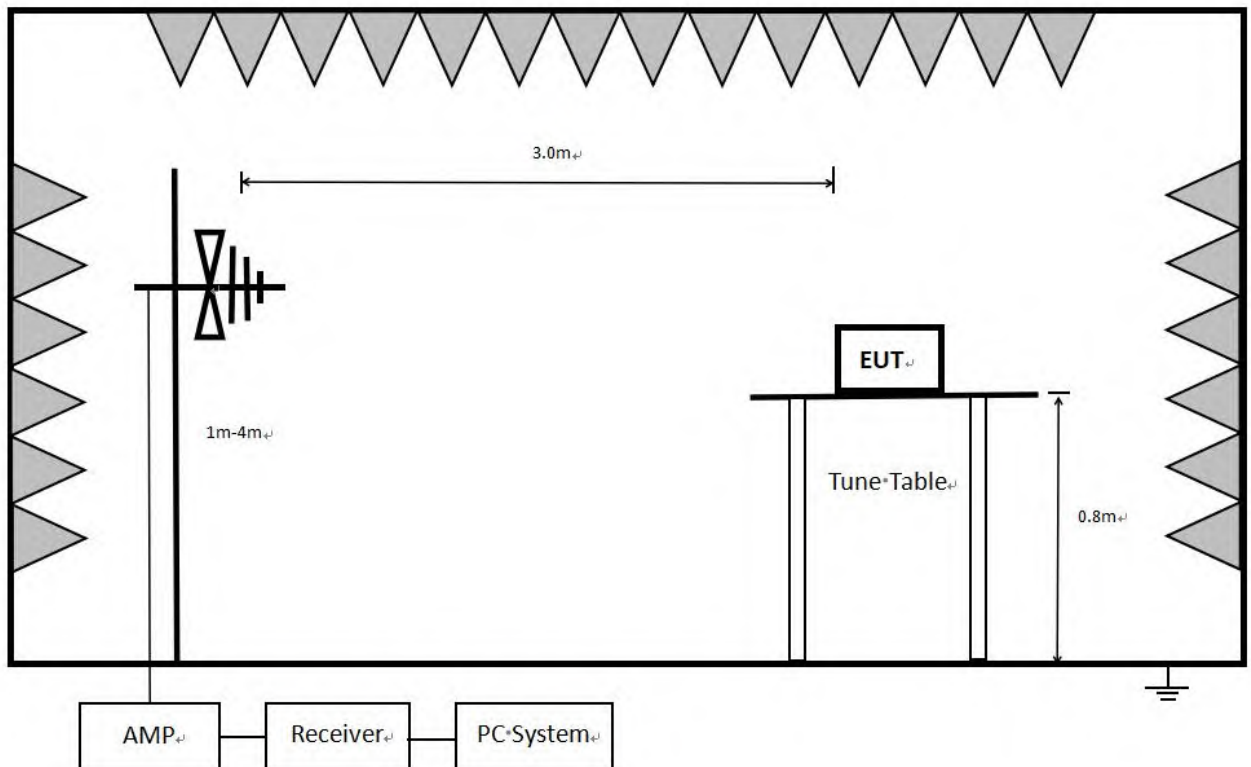 3.0m
EUT
1m-4m
Tune Table
0.8m
AMP
Receiver
PC System